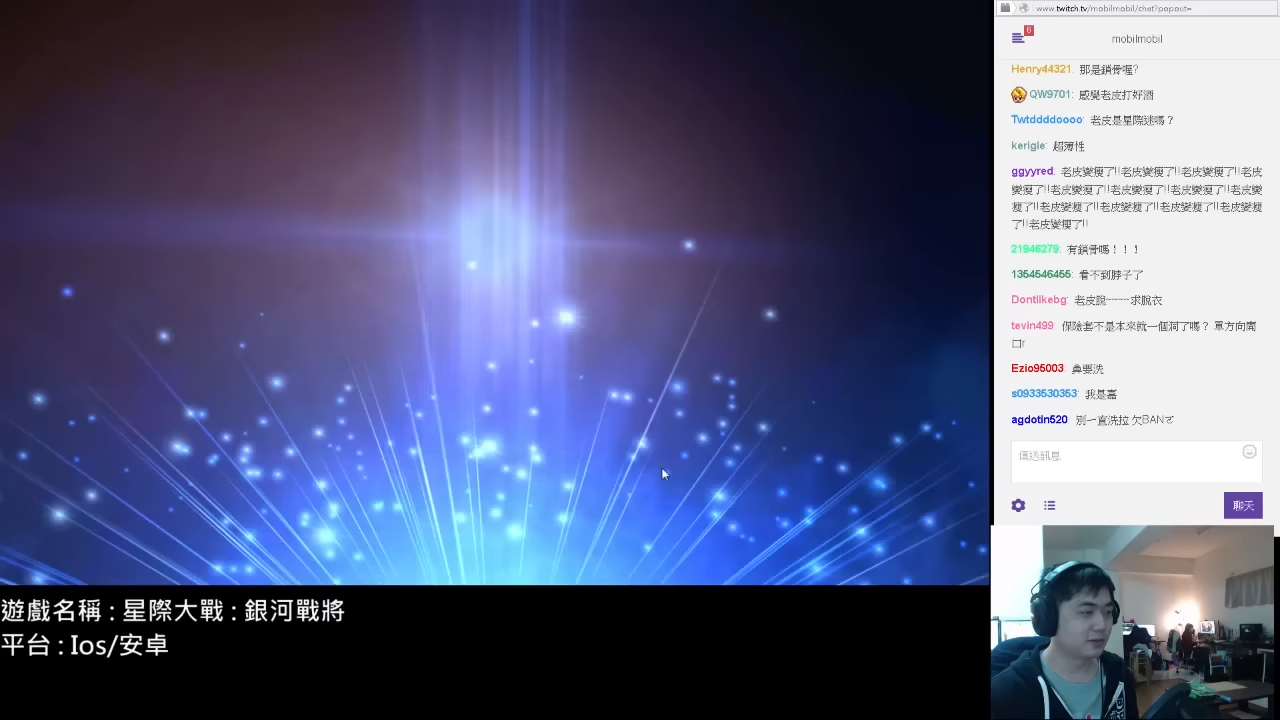 www.twitch.tv/mobilmobil/chat?popout=
6
mobilmobil
Henry44321: 那是鎖骨喔?
QW9701: 感覺老皮打好酒
Twtddddoooo: 老皮是星際迷嗎？
kerigle: 超薄性
ggyyred: 老皮變瘦了!!老皮變瘦了!!老皮變瘦了!!老皮
變瘦了!!老皮變瘦了!!老皮變瘦了!!老皮變瘦了!!老皮變
瘦了!!老皮變瘦了!!老皮變瘦了!!老皮變瘦了!!老皮變瘦
了!!老皮變瘦了!!
21946279: 有鎖骨嗎！！！
1354546455: 看不到脖子了
Dontlikebg: 老皮脫~~~~求脫衣
tevin499: 保險套不是本來就一個洞了嗎？ 單方向開
口r
Ezio95003: 鼻要洗
s0933530353: 我是嘉
agdotin520: 別一直洗拉 欠BANㄛ
傳送訊息
聊天
遊戲名稱 : 星際大戰 : 銀河戰將
平台 : Ios/安卓